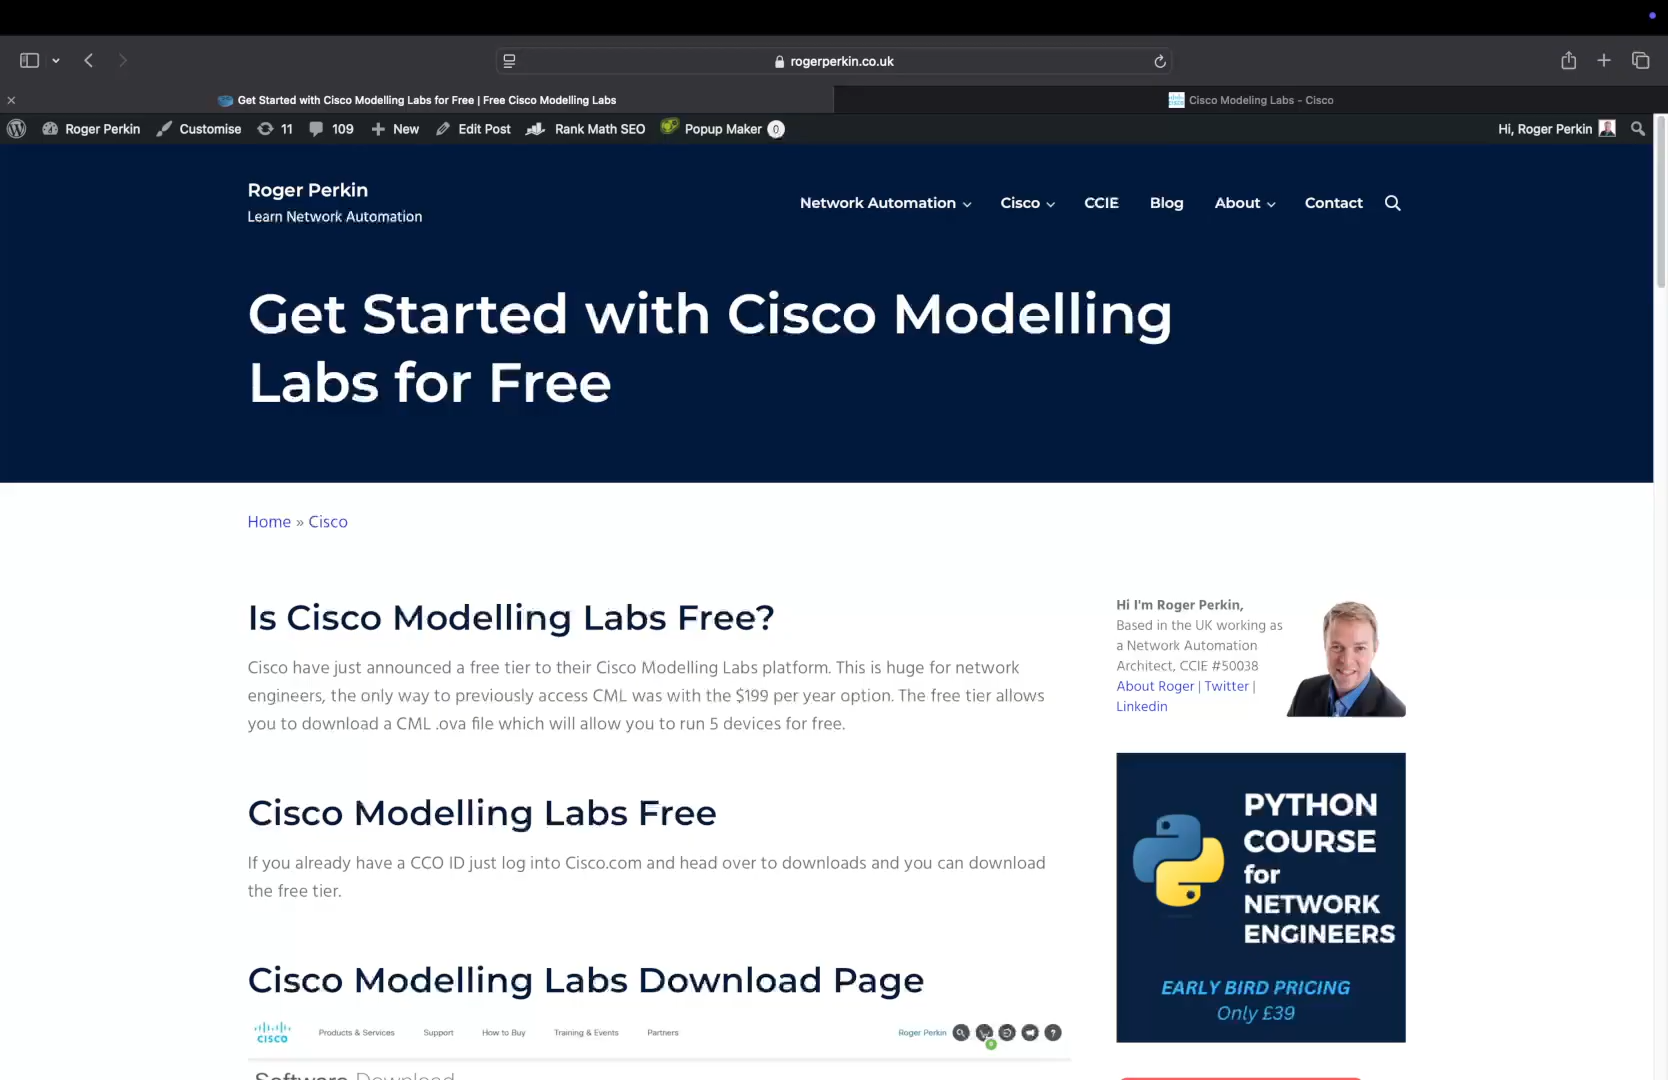 rogerperkin.co.uk
Get Started with Cisco Modelling Labs for Free | Free Cisco Modelling Labs
Cisco Modeling Labs - Cisco
Roger Perkin
Customise
11
109
New
Edit Post
Rank Math SEO
Popup Maker 0
Hi, Roger Perkin
Roger Perkin
Learn Network Automation
Network Automation
Cisco
CCIE
Blog
About
Contact
Get Started with Cisco Modelling
Labs for Free
Home » Cisco
Is Cisco Modelling Labs Free?
Cisco have just announced a free tier to their Cisco Modelling Labs platform. This is huge for network
engineers, the only way to previously access CML was with the $199 per year option. The free tier allows
you to download a CML .ova file which will allow you to run 5 devices for free.
Cisco Modelling Labs Free
If you already have a CCO ID just log into Cisco.com and head over to downloads and you can download
the free tier.
Cisco Modelling Labs Download Page
CISCO
Products & Services
Support
How to Buy
Training & Events
Partners
Roger Perkin
Software Download
Hi I'm Roger Perkin,
Based in the UK working as
a Network Automation
Architect, CCIE #50038
About Roger | Twitter |
Linkedin
PYTHON
COURSE
for
NETWORK
ENGINEERS
EARLY BIRD PRICING
Only £39